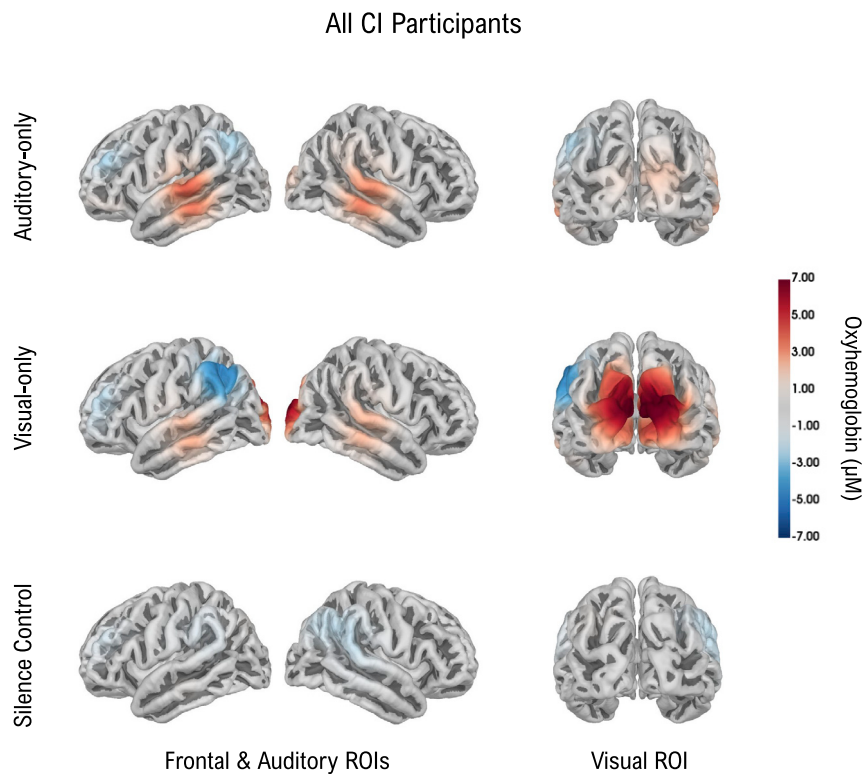 All CI Participants
Auditory-only
Visual-only
Silence Control
7.00
5.00
3.00
1.00
-1.00
-3.00
-5.00
-7.00
Oxyhemoglobin (μM)
Frontal & Auditory ROIs
Visual ROI